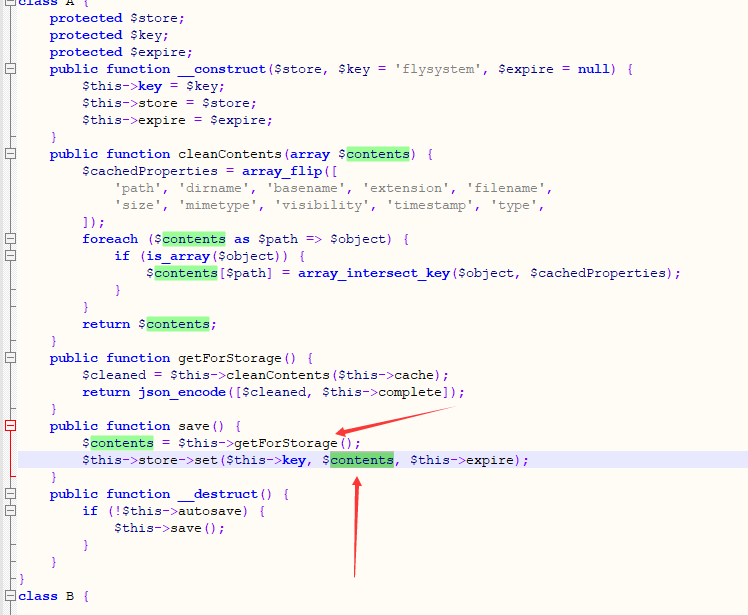 class A {
    protected $store;
    protected $key;
    protected $expire;
    public function __construct($store, $key = 'flysystem', $expire = null) {
        $this->key = $key;
        $this->store = $store;
        $this->expire = $expire;
    }
    public function cleanContents(array $contents) {
        $cachedProperties = array_flip([
            'path', 'dirname', 'basename', 'extension', 'filename',
            'size', 'mimetype', 'visibility', 'timestamp', 'type',
        ]);
        foreach ($contents as $path => $object) {
            if (is_array($object)) {
                $contents[$path] = array_intersect_key($object, $cachedProperties);
            }
        }
        return $contents;
    }
    public function getForStorage() {
        $cleaned = $this->cleanContents($this->cache);
        return json_encode([$cleaned, $this->complete]);
    }
    public function save() {
        $contents = $this->getForStorage();
        $this->store->set($this->key, $contents, $this->expire);
    }
    public function __destruct() {
        if (!$this->autosave) {
            $this->save();
        }
    }
}
class B {